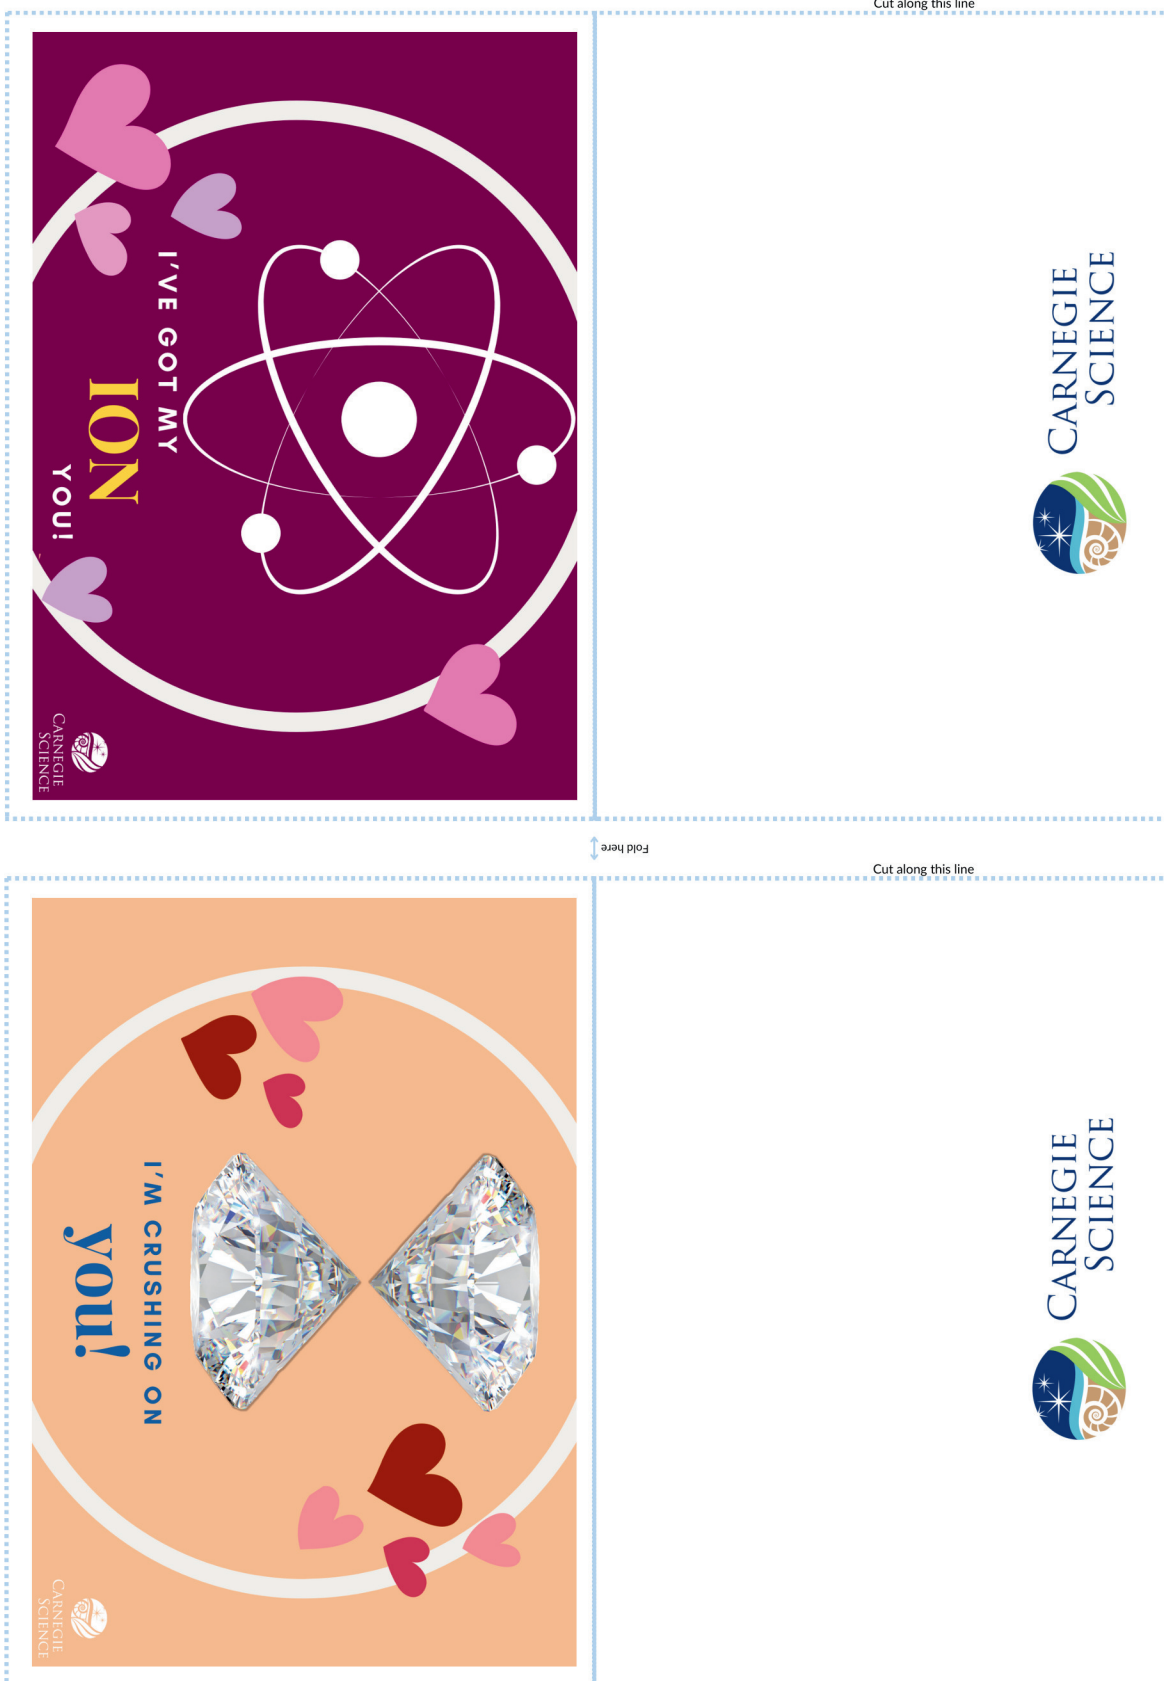 Cut along this line
I'VE GOT MY
ION
YOU!
CARNEGIE
SCIENCE
CARNEGIE
SCIENCE
Fold here
Cut along this line
I'M CRUSHING ON
you!
CARNEGIE
SCIENCE
CARNEGIE
SCIENCE